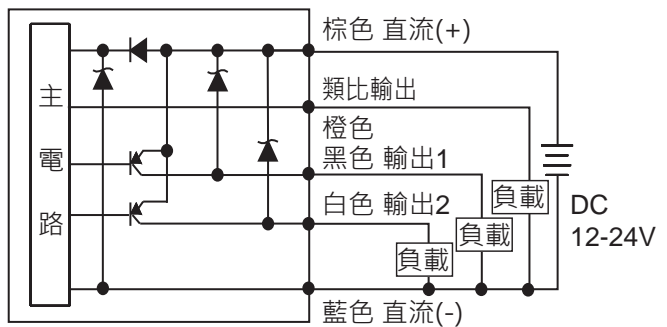 主電路
棕色 直流(+)
類比輸出
橙色
黑色 輸出1
白色 輸出2
負載
負載
負載
DC
12-24V
藍色 直流(-)